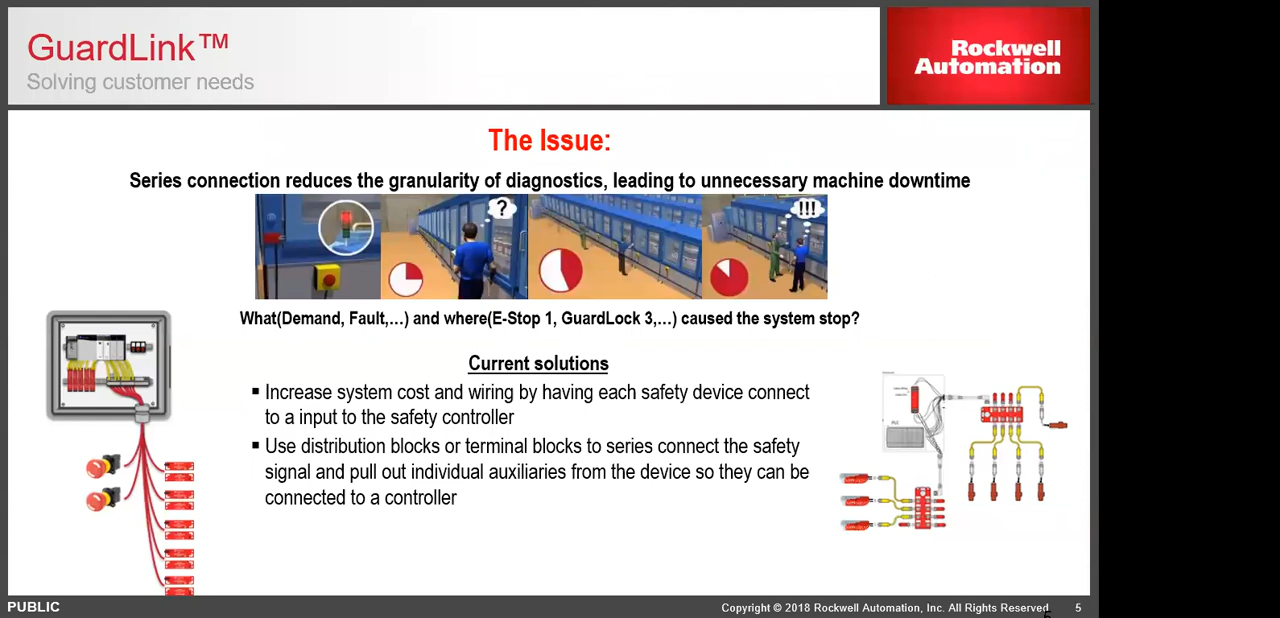 GuardLink™
Solving customer needs
Rockwell
Automation
The Issue:
Series connection reduces the granularity of diagnostics, leading to unnecessary machine downtime
?
!!!
What(Demand, Fault,…) and where(E-Stop 1, GuardLock 3,…) caused the system stop?
Current solutions
▪ Increase system cost and wiring by having each safety device connect
to a input to the safety controller
▪ Use distribution blocks or terminal blocks to series connect the safety
signal and pull out individual auxiliaries from the device so they can be
connected to a controller
PUBLIC
Copyright © 2018 Rockwell Automation, Inc. All Rights Reserved
5